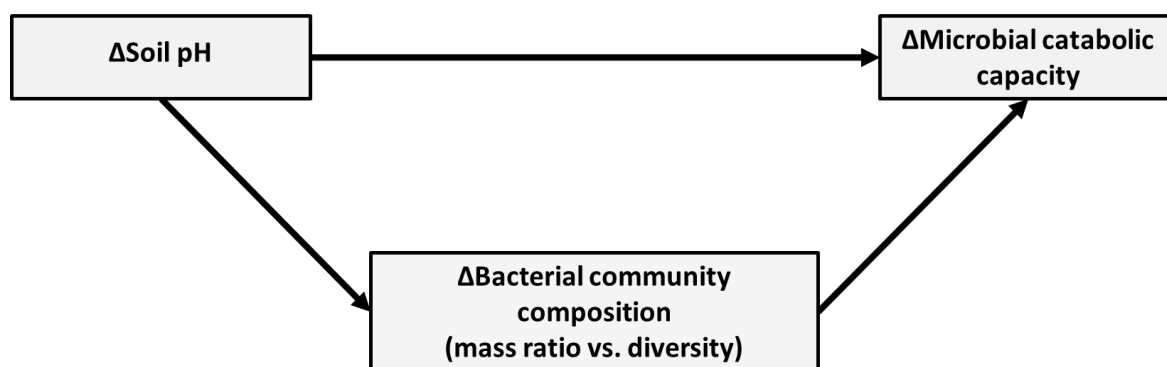 ΔSoil pH
ΔMicrobial catabolic
capacity
ΔBacterial community
composition
(mass ratio vs. diversity)